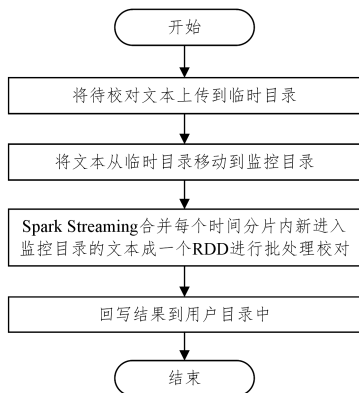 开始
将待校对文本上传到临时目录
将文本从临时目录移动到监控目录
Spark Streaming合并每个时间分片内新进入
监控目录的文本成一个RDD进行批处理校对
回写结果到用户目录中
结束